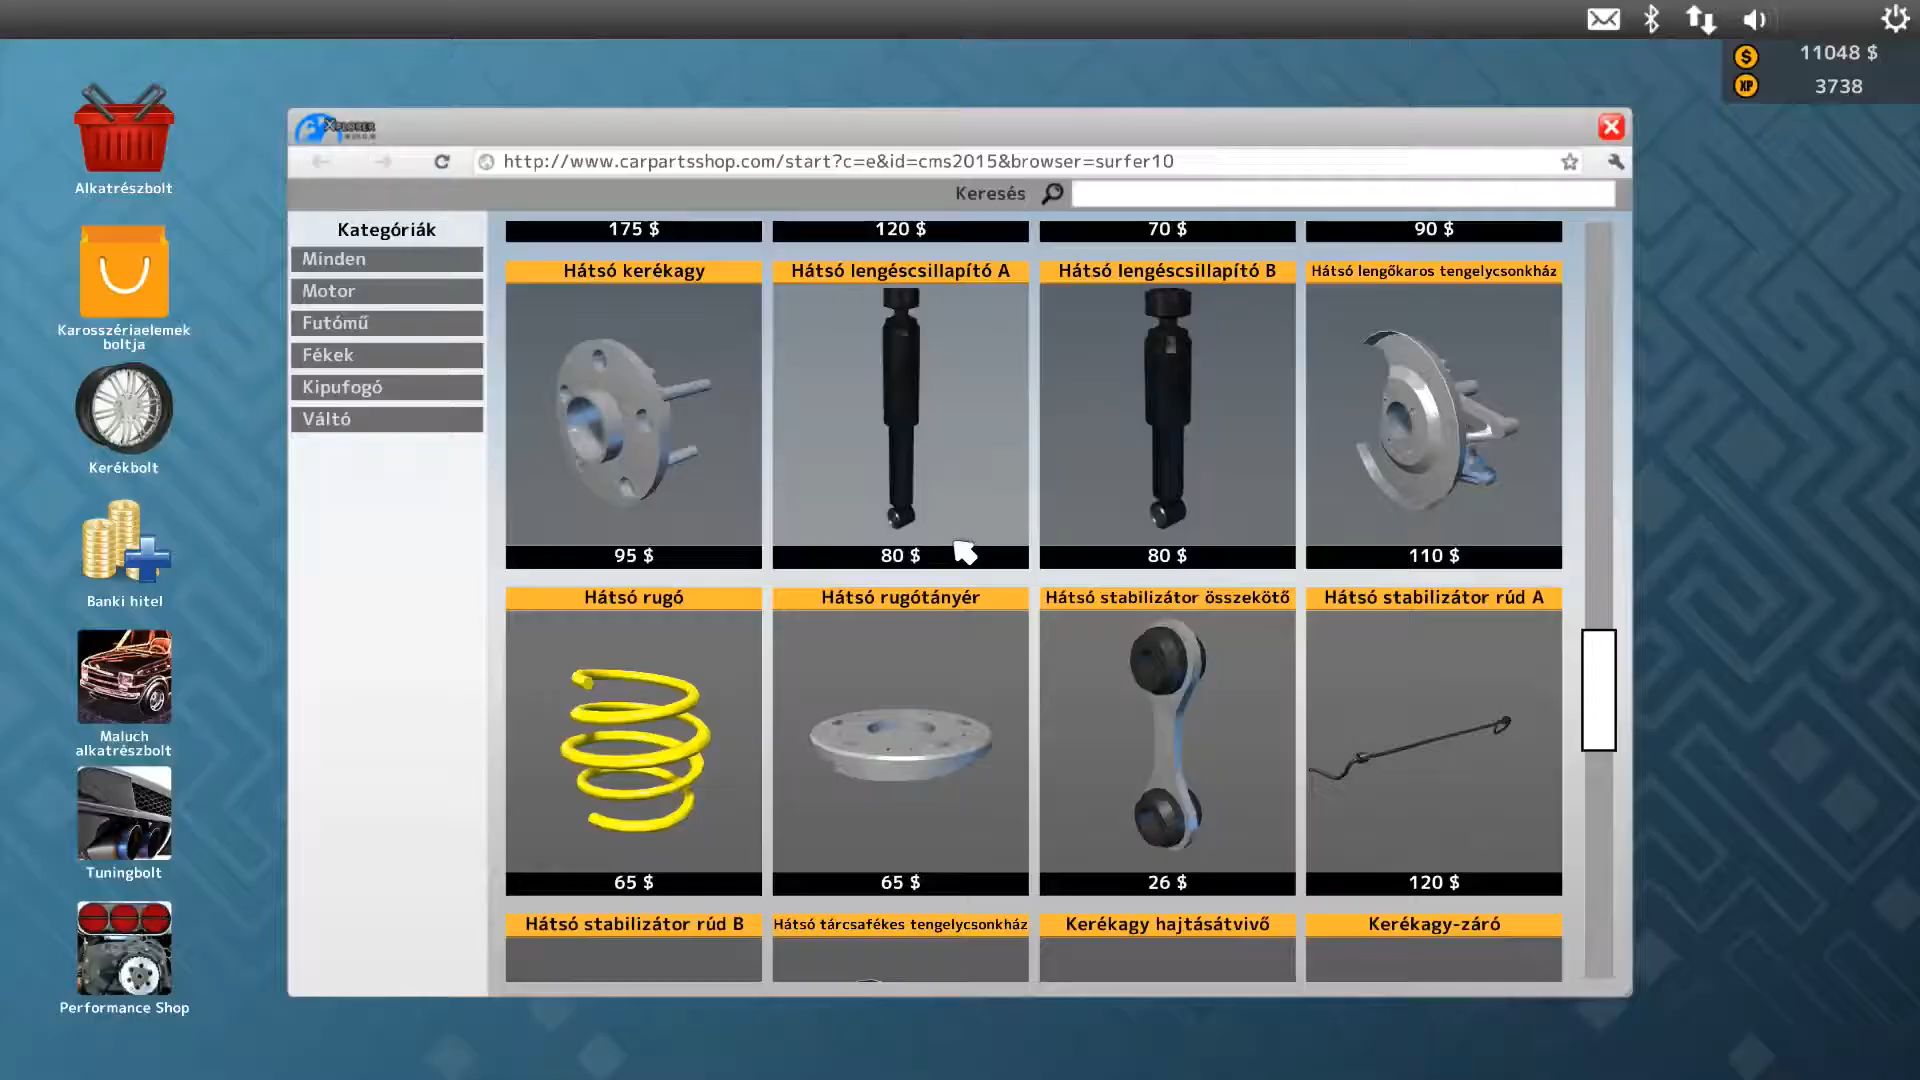 11048 $
XP
3738
Alkatrészbolt
Karosszériaelemek
boltja
Kerékbolt
Banki hitel
Maluch
alkatrészbolt
Tuningbolt
Performance Shop
XPLORER
http://www.carpartsshop.com/start?c=e&id=cms2015&browser=surfer10
Keresés
Kategóriák
Minden
Motor
Futómű
Fékek
Kipufogó
Váltó
175 $ 120 $ 70 $ 90 $
Hátsó kerékagy Hátsó lengéscsillapító A Hátsó lengéscsillapító B Hátsó lengőkaros tengelycsonkház
95 $ 80 $ 80 $ 110 $
Hátsó rugó Hátsó rugótányér Hátsó stabilizátor összekötő Hátsó stabilizátor rúd A
65 $ 65 $ 26 $ 120 $
Hátsó stabilizátor rúd B Hátsó tárcsafékes tengelycsonkház Kerékagy hajtásátvivő Kerékagy-záró